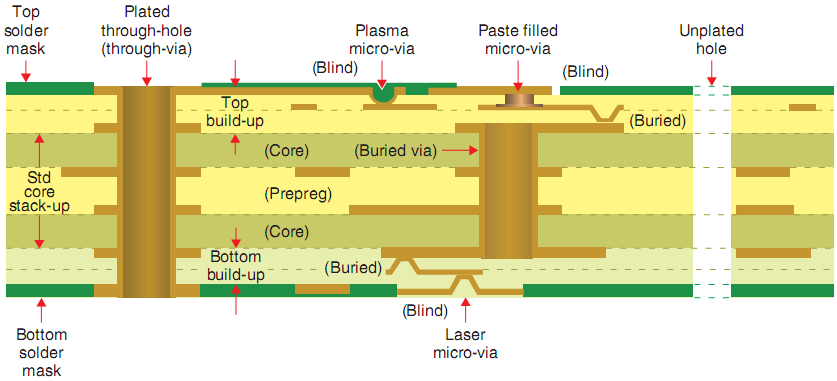 Top
solder
mask
Plated
through-hole
(through-via)
Plasma
micro-via
Paste filled
micro-via
Unplated
hole
(Blind)
(Blind)
Top
build-up
(Buried)
(Core)
(Buried via)
Std
core
stack-up
(Prepreg)
(Core)
Bottom
build-up
(Buried)
(Blind)
Bottom
solder
mask
Laser
micro-via